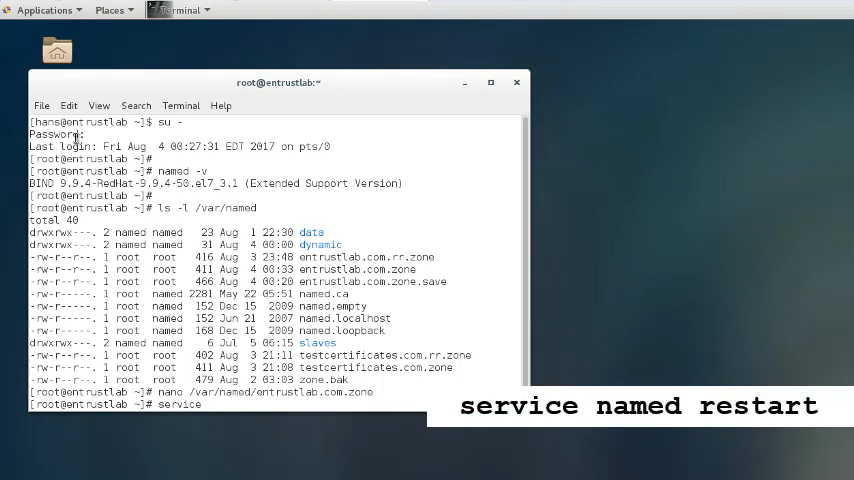 Applications Places Terminal
root@entrustlab:~
File Edit View Search Terminal Help
[hans@entrustlab ~]$ su -
Password:
Last login: Fri Aug  4 00:27:31 EDT 2017 on pts/0
[root@entrustlab ~]#
[root@entrustlab ~]# named -v
BIND 9.9.4-RedHat-9.9.4-50.el7_3.1 (Extended Support Version)
[root@entrustlab ~]#
[root@entrustlab ~]# ls -l /var/named
total 40
drwxrwx---. 2 named named   23 Aug  1 22:30 data
drwxrwx---. 2 named named   31 Aug  4 00:00 dynamic
-rw-r--r--. 1 root  root   416 Aug  3 23:48 entrustlab.com.rr.zone
-rw-r--r--. 1 root  root   411 Aug  4 00:33 entrustlab.com.zone
-rw-r--r--. 1 root  root   466 Aug  4 00:20 entrustlab.com.zone.save
-rw-r-----. 1 root  named 2281 May 22 05:51 named.ca
-rw-r-----. 1 root  named  152 Dec 15  2009 named.empty
-rw-r-----. 1 root  named  152 Jun 21  2007 named.localhost
-rw-r-----. 1 root  named  168 Dec 15  2009 named.loopback
drwxrwx---. 2 named named    6 Jul  5 06:15 slaves
-rw-r--r--. 1 root  root   402 Aug  3 21:11 testcertificates.com.rr.zone
-rw-r--r--. 1 root  root   411 Aug  3 21:08 testcertificates.com.zone
-rw-r--r--. 1 root  root   479 Aug  2 03:03 zone.bak
[root@entrustlab ~]# nano /var/named/entrustlab.com.zone
[root@entrustlab ~]# service
service named restart